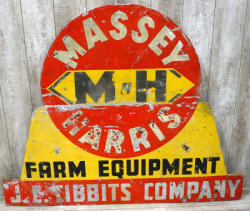 MASSEY
M-H
HARRIS
FARM EQUIPMENT
J.E. TIBBITS COMPANY